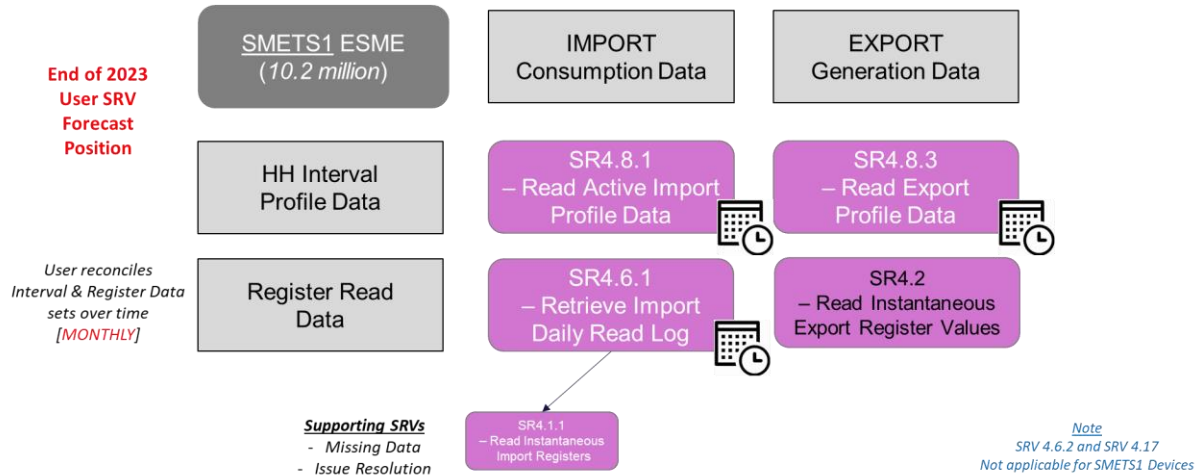 SMETS1 ESME
(10.2 million)
IMPORT
Consumption Data
EXPORT
Generation Data
End of 2023
User SRV
Forecast
Position
HH Interval
Profile Data
SR4.8.1
– Read Active Import
Profile Data
SR4.8.3
– Read Export
Profile Data
User reconciles
Interval & Register Data
sets over time
[MONTHLY]
Register Read
Data
SR4.6.1
– Retrieve Import
Daily Read Log
SR4.2
– Read Instantaneous
Export Register Values
Supporting SRVs
- Missing Data
- Issue Resolution
SR4.1.1
– Read Instantaneous
Import Registers
Note
SRV 4.6.2 and SRV 4.17
Not applicable for SMETS1 Devices